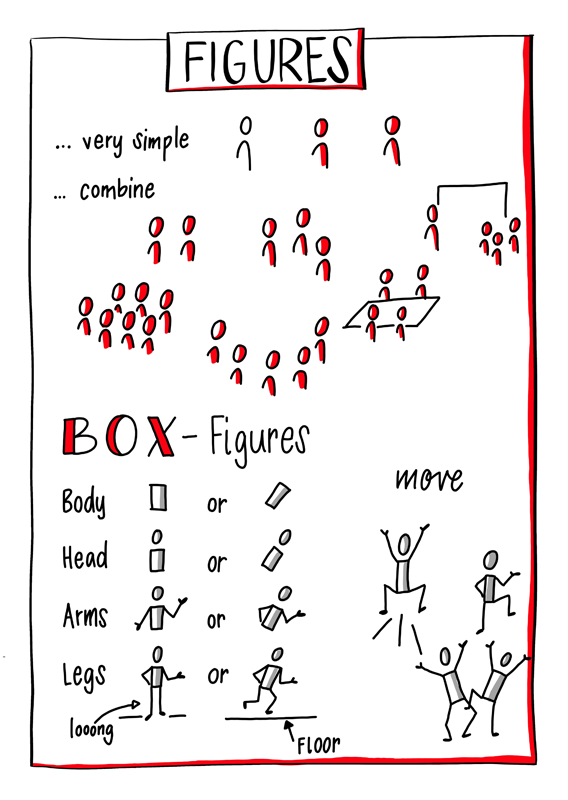 FIGURES
... very simple
... combine
BOX - Figures
move
Body or
Head or
Arms or
Legs or
looong
FlOOR